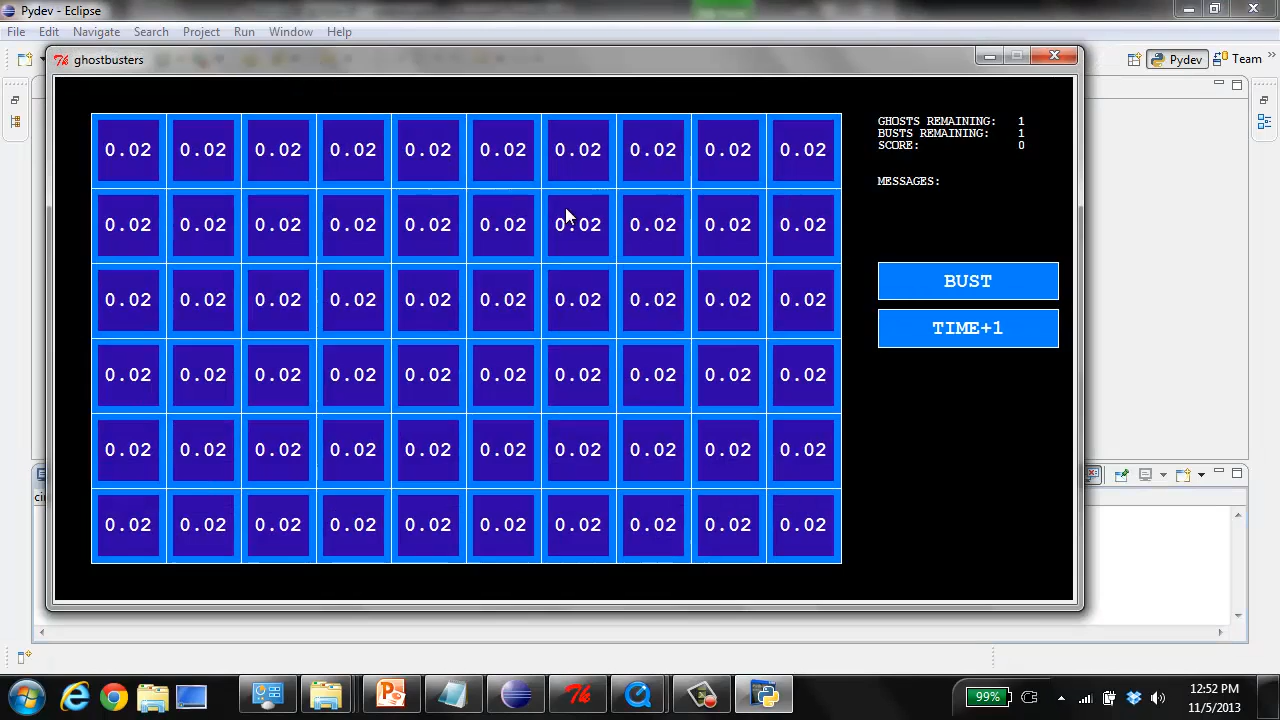 Pydev - Eclipse
File Edit Navigate Search Project Run Window Help
ghostbusters
Pydev Team
0.02 0.02 0.02 0.02 0.02 0.02 0.02 0.02 0.02 0.02
0.02 0.02 0.02 0.02 0.02 0.02 0.02 0.02 0.02 0.02
0.02 0.02 0.02 0.02 0.02 0.02 0.02 0.02 0.02 0.02
0.02 0.02 0.02 0.02 0.02 0.02 0.02 0.02 0.02 0.02
0.02 0.02 0.02 0.02 0.02 0.02 0.02 0.02 0.02 0.02
0.02 0.02 0.02 0.02 0.02 0.02 0.02 0.02 0.02 0.02
GHOSTS REMAINING: 1
BUSTS REMAINING: 1
SCORE: 0
MESSAGES:
BUST
TIME+1
99%
12:52 PM
11/5/2013